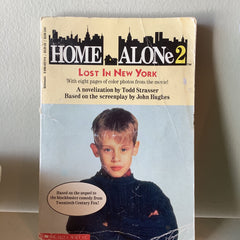 HOME ALONe 2
LOST IN NEW YORK
With eight pages of color photos from the movie!
A novelization by Todd Strasser
Based on the screenplay by John Hughes
Based on the sequel to
the blockbuster comedy from
Twentieth Century Fox!